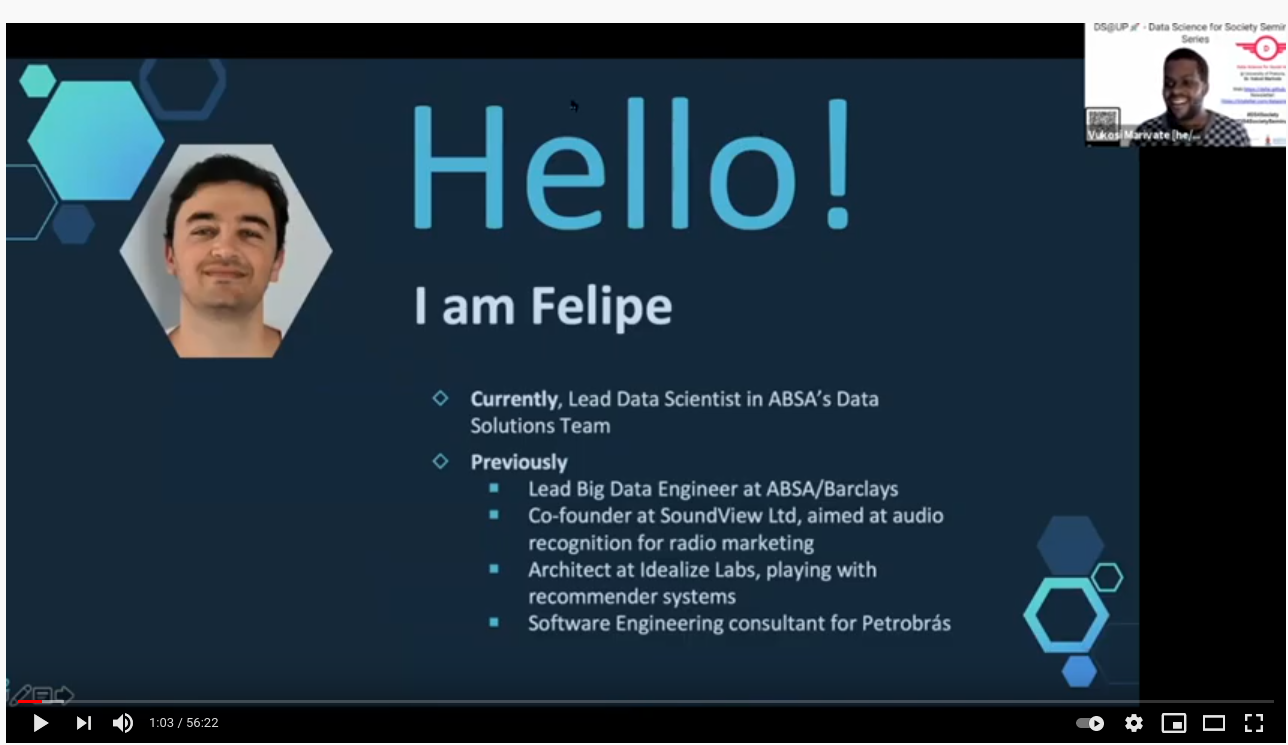 DS@UP - Data Science for Society Semin
Series
Vukosi Marivate [he/...
Hello!
I am Felipe
Currently, Lead Data Scientist in ABSA's Data
Solutions Team
Previously
Lead Big Data Engineer at ABSA/Barclays
Co-founder at SoundView Ltd, aimed at audio
recognition for radio marketing
Architect at Idealize Labs, playing with
recommender systems
Software Engineering consultant for Petrobrás
1:03 / 56:22